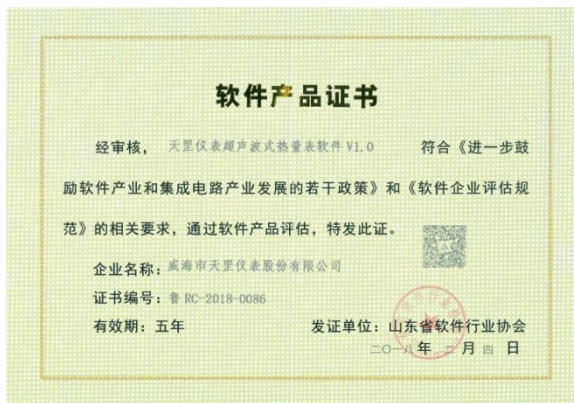 软件产品证书
经审核， 天罡仪表超声波式热量表软件 V1.0 符合《进一步鼓
励软件产业和集成电路产业发展的若干政策》和《软件企业评估规
范》的相关要求，通过软件产品评估，特发此证。
企业名称：威海市天罡仪表股份有限公司
证书编号：鲁 RC-2018-0086
有效期：五年 发证单位：山东省软件行业协会
二〇一八年 二月 四 日